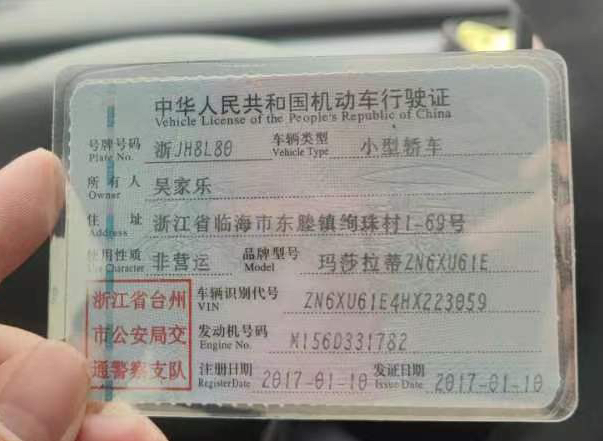 中华人民共和国机动车行驶证
Vehicle License of the People's Republic of China
号牌号码 浙JH8L80 车辆类型 小型轿车
Plate No. Vehicle Type
所有人 吴家乐
Owner
住址 浙江省临海市东塍镇绚珠村1-69号
Address
使用性质 非营运 品牌型号 玛莎拉蒂ZN6XU61E
Use Character Model
浙江省台州 车辆识别代号 ZN6XU61E4HX223059
VIN
市公安局交 发动机号码 M156D331782
Engine No.
通警察支队 注册日期 2017-01-10 发证日期 2017-01-10
Register Date Issue Date